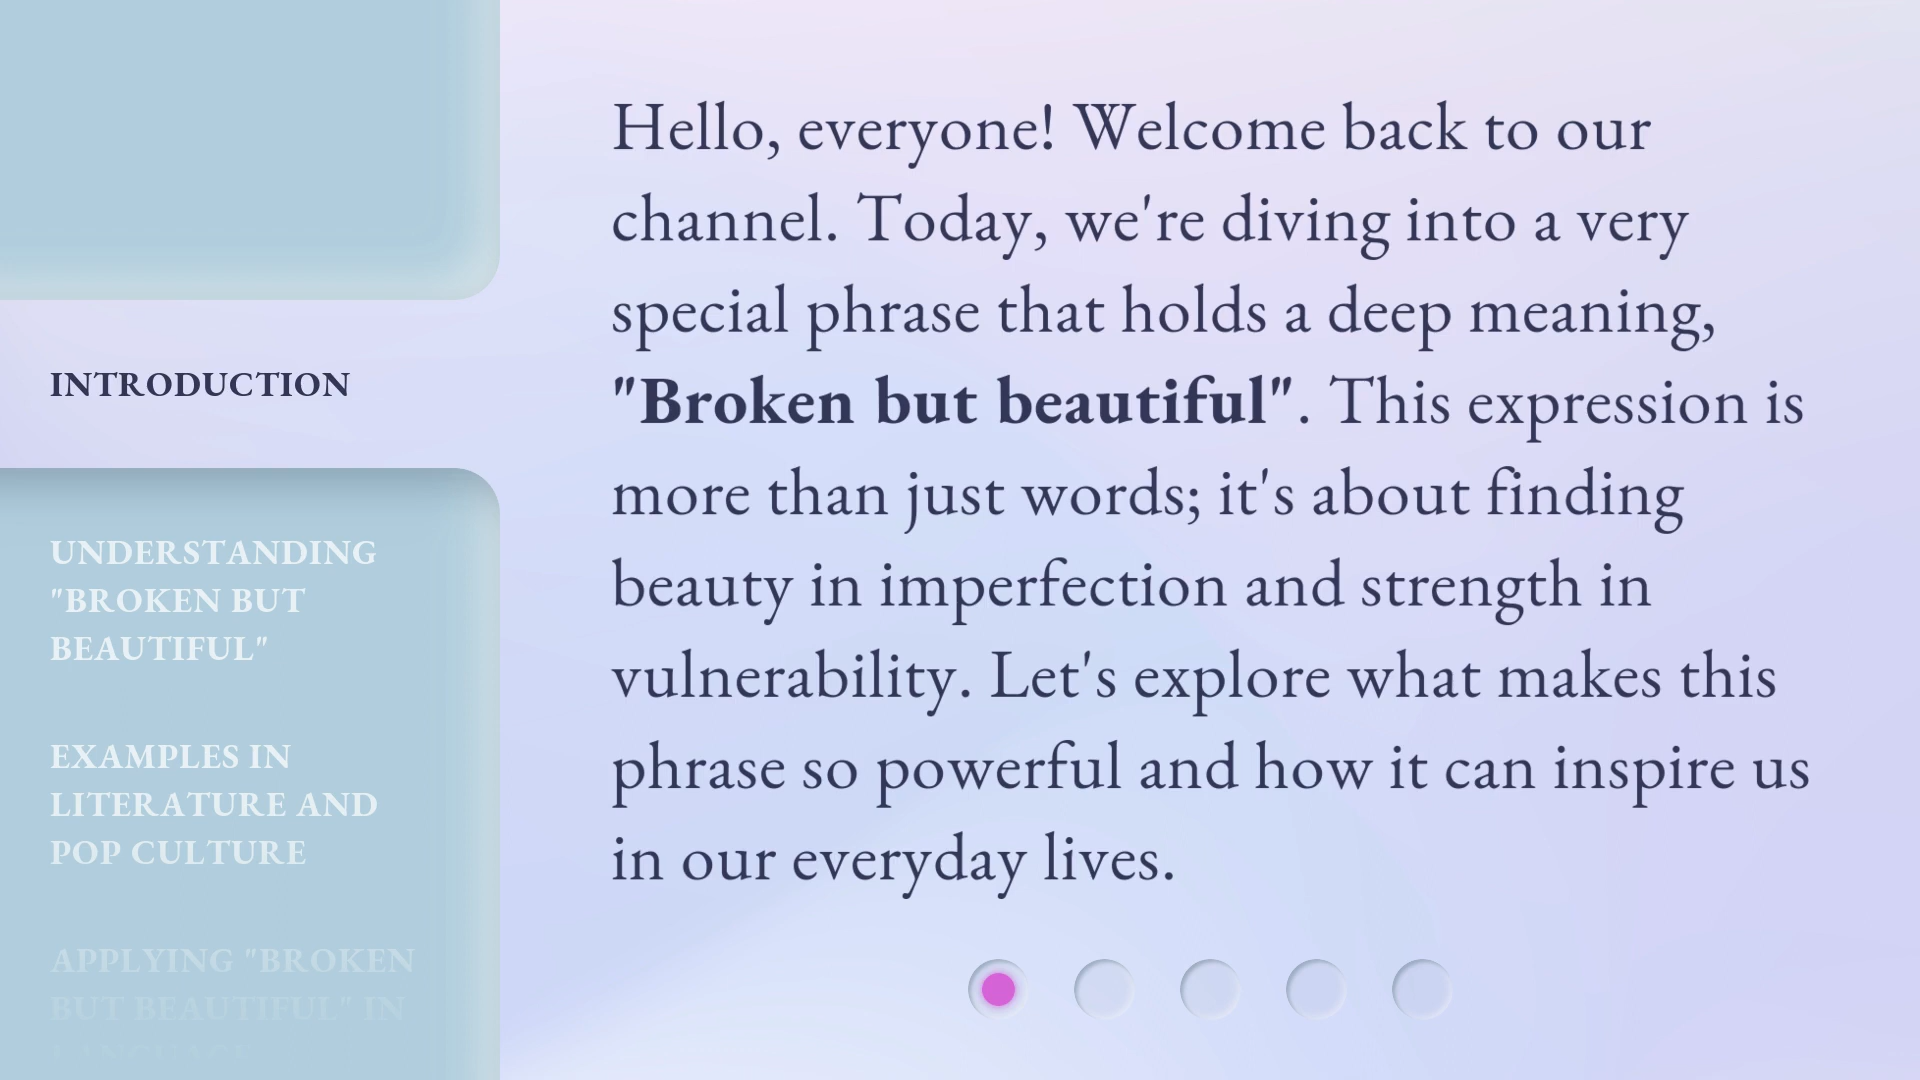 INTRODUCTION
UNDERSTANDING
"BROKEN BUT
BEAUTIFUL"
EXAMPLES IN
LITERATURE AND
POP CULTURE
APPLYING "BROKEN
BUT BEAUTIFUL" IN
LANGUAGE
Hello, everyone! Welcome back to our
channel. Today, we're diving into a very
special phrase that holds a deep meaning,
"Broken but beautiful". This expression is
more than just words; it's about finding
beauty in imperfection and strength in
vulnerability. Let's explore what makes this
phrase so powerful and how it can inspire us
in our everyday lives.